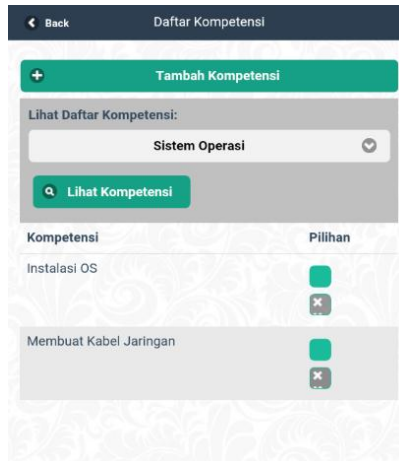 Back Daftar Kompetensi
Tambah Kompetensi
Lihat Daftar Kompetensi:
Sistem Operasi
Lihat Kompetensi
Kompetensi Pilihan
Instalasi OS
Membuat Kabel Jaringan